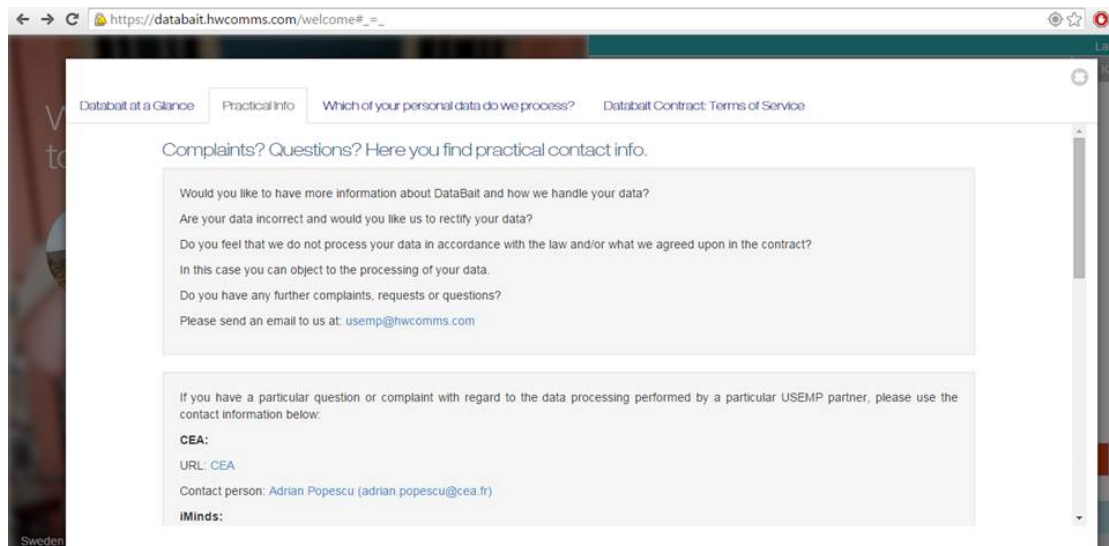 https://databait.hwcomms.com/welcome#_=_
La
W
to
Databait at a Glance Practical Info Which of your personal data do we process? Databait Contract: Terms of Service
Complaints? Questions? Here you find practical contact info.
Would you like to have more information about DataBait and how we handle your data?
Are your data incorrect and would you like us to rectify your data?
Do you feel that we do not process your data in accordance with the law and/or what we agreed upon in the contract?
In this case you can object to the processing of your data.
Do you have any further complaints, requests or questions?
Please send an email to us at: usemp@hwcomms.com
If you have a particular question or complaint with regard to the data processing performed by a particular USEMP partner, please use the
contact information below:
CEA:
URL: CEA
Contact person: Adrian Popescu (adrian.popescu@cea.fr)
iMinds:
Sweden